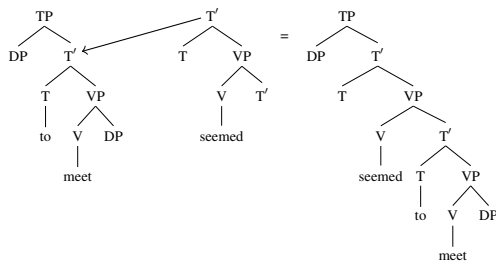 TP T′ = TP
DP T′ T VP DP T′
T VP V T′ T VP
to V DP seemed V T′
meet seemed T VP
to V DP
meet